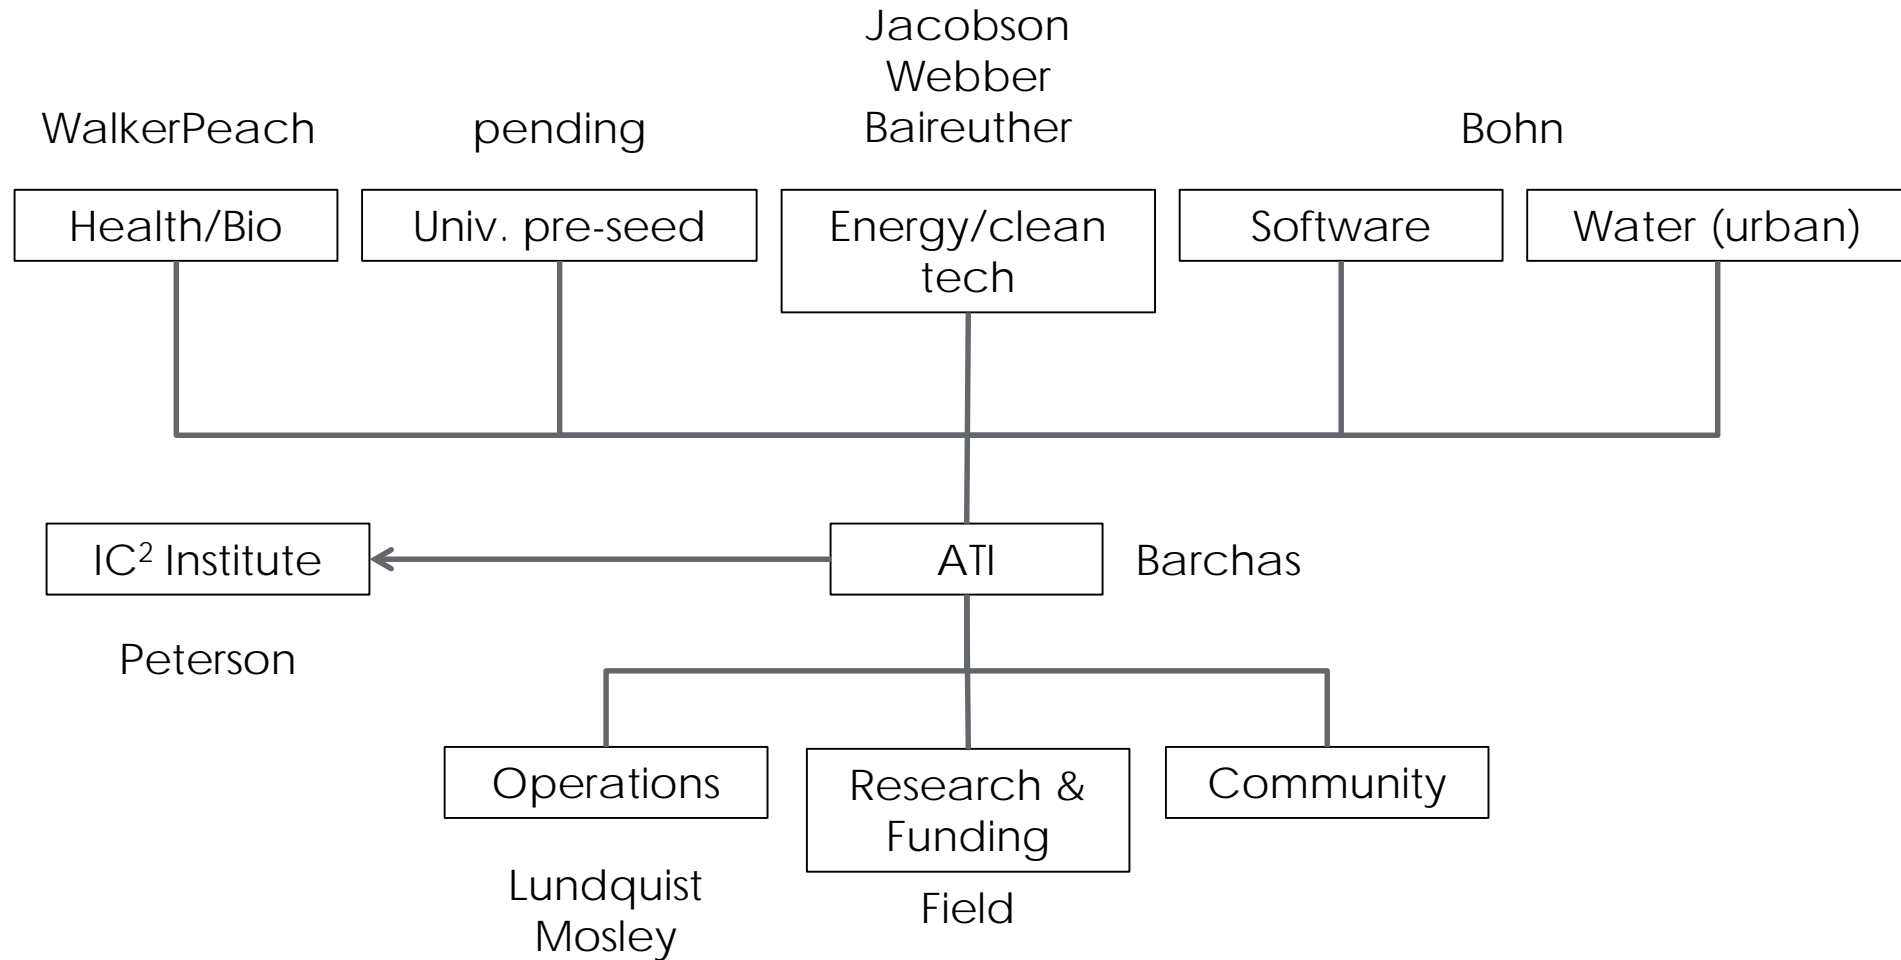 Jacobson
Webber
WalkerPeach pending Baireuther Bohn
Health/Bio Univ. pre-seed Energy/clean Software Water (urban)
tech
IC² Institute ATI Barchas
Peterson
Operations Research & Community
Funding
Lundquist Field
Mosley